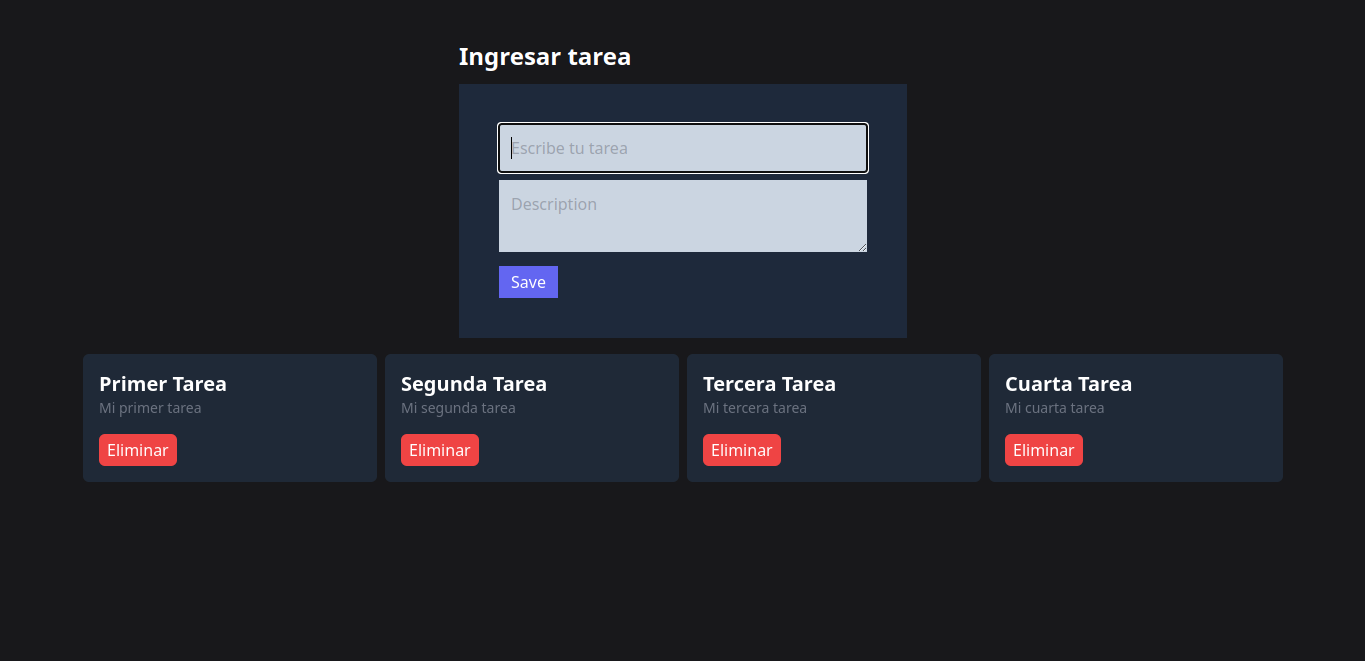 Ingresar tarea
Escribe tu tarea
Description
Save
Primer Tarea
Mi primer tarea
Eliminar
Segunda Tarea
Mi segunda tarea
Eliminar
Tercera Tarea
Mi tercera tarea
Eliminar
Cuarta Tarea
Mi cuarta tarea
Eliminar